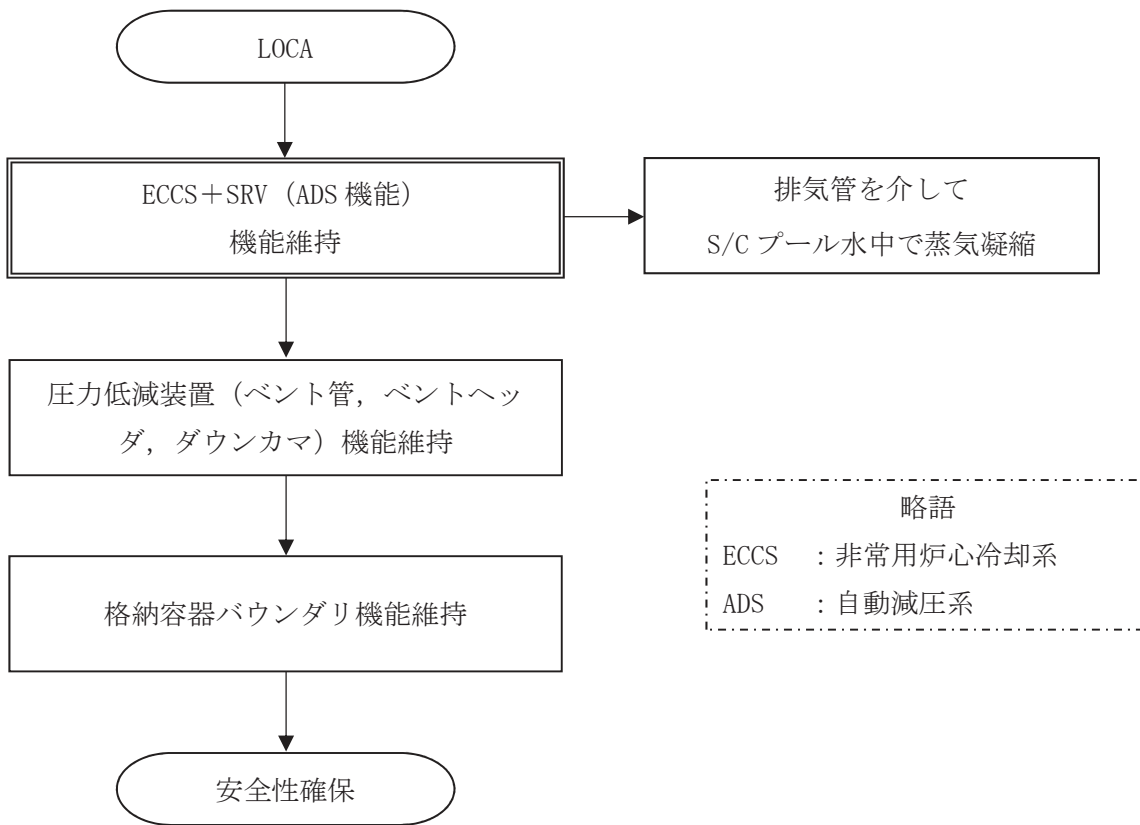 LOCA
ECCS+SRV(ADS 機能)
機能維持
排気管を介して
S/C プール水中で蒸気凝縮
圧力低減装置(ベント管,ベントヘッ
ダ,ダウンカマ)機能維持
略語
ECCS :非常用炉心冷却系
ADS :自動減圧系
格納容器バウンダリ機能維持
安全性確保